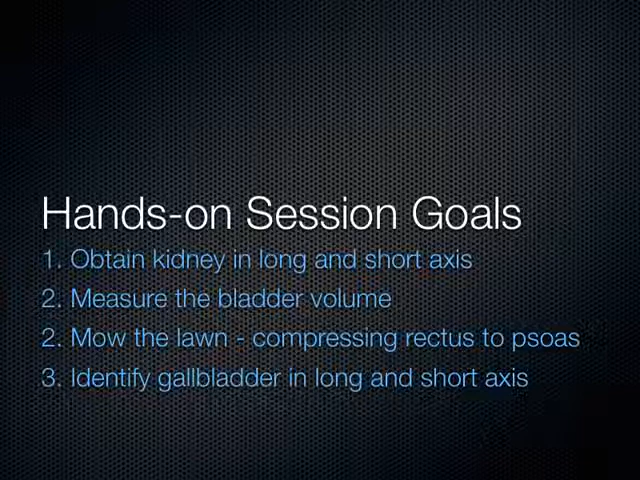 Hands-on Session Goals
1. Obtain kidney in long and short axis
2. Measure the bladder volume
2. Mow the lawn - compressing rectus to psoas
3. Identify gallbladder in long and short axis